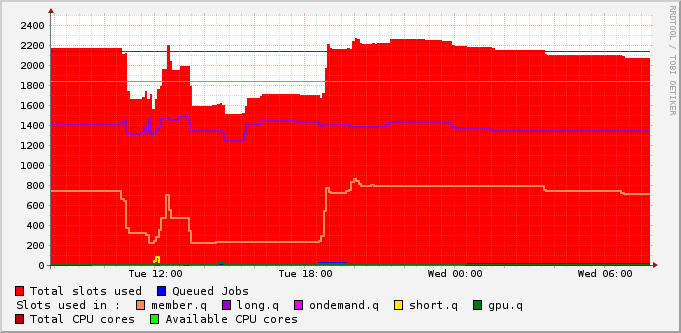 RRDTOOL / TOBI OETIKER
2400
2200
2000
1800
1600
1400
1200
1000
800
600
400
200
0
Tue 12:00 Tue 18:00 Wed 00:00 Wed 06:00
Total slots used Queued Jobs
Slots used in : member.q long.q ondemand.q short.q gpu.q
Total CPU cores Available CPU cores